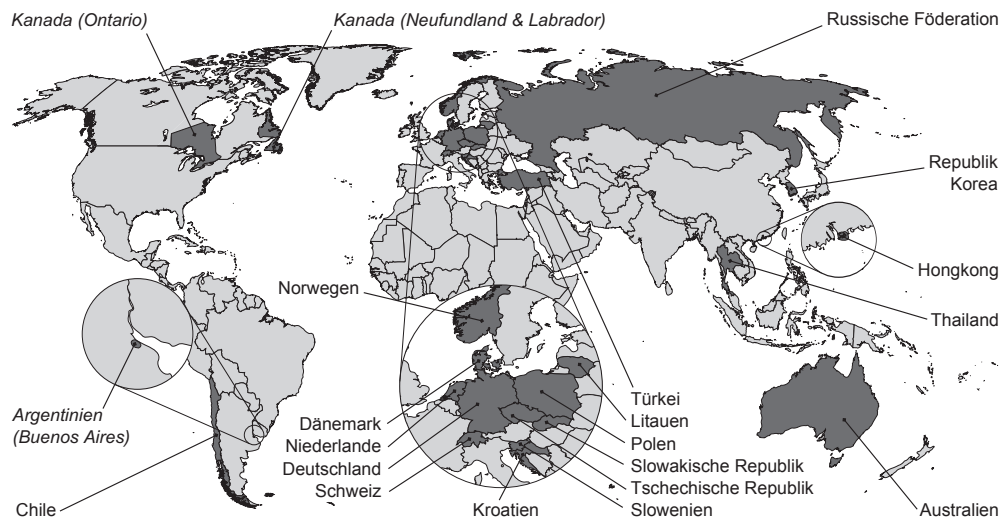 Kanada (Ontario)
Kanada (Neufundland & Labrador)
Russische Föderation
Republik
Korea
Hongkong
Thailand
Norwegen
Argentinien
(Buenos Aires)
Dänemark
Niederlande
Deutschland
Schweiz
Türkei
Litauen
Polen
Slowakische Republik
Tschechische Republik
Slowenien
Kroatien
Chile
Australien